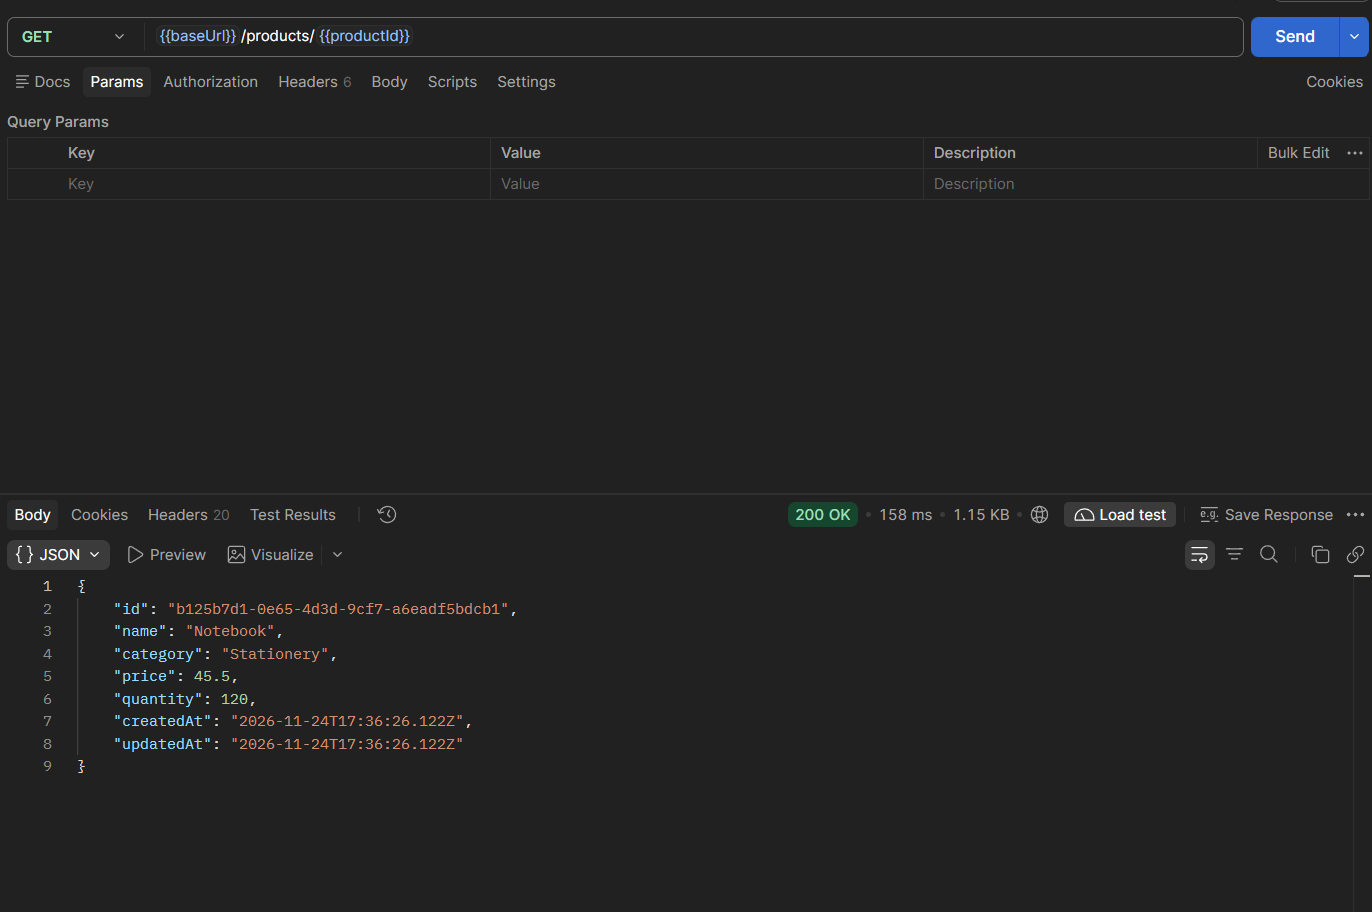 GET {{baseUrl}} /products/ {{productId}} Send
Docs Params Authorization Headers 6 Body Scripts Settings Cookies
Query Params
Key Value Description Bulk Edit
Key Value Description
Body Cookies Headers 20 Test Results 200 OK 158 ms 1.15 KB Load test e.g. Save Response
{} JSON Preview Visualize
1 {
2 "id": "b125b7d1-0e65-4d3d-9cf7-a6eadf5bdcb1",
3 "name": "Notebook",
4 "category": "Stationery",
5 "price": 45.5,
6 "quantity": 120,
7 "createdAt": "2026-11-24T17:36:26.122Z",
8 "updatedAt": "2026-11-24T17:36:26.122Z"
9 }